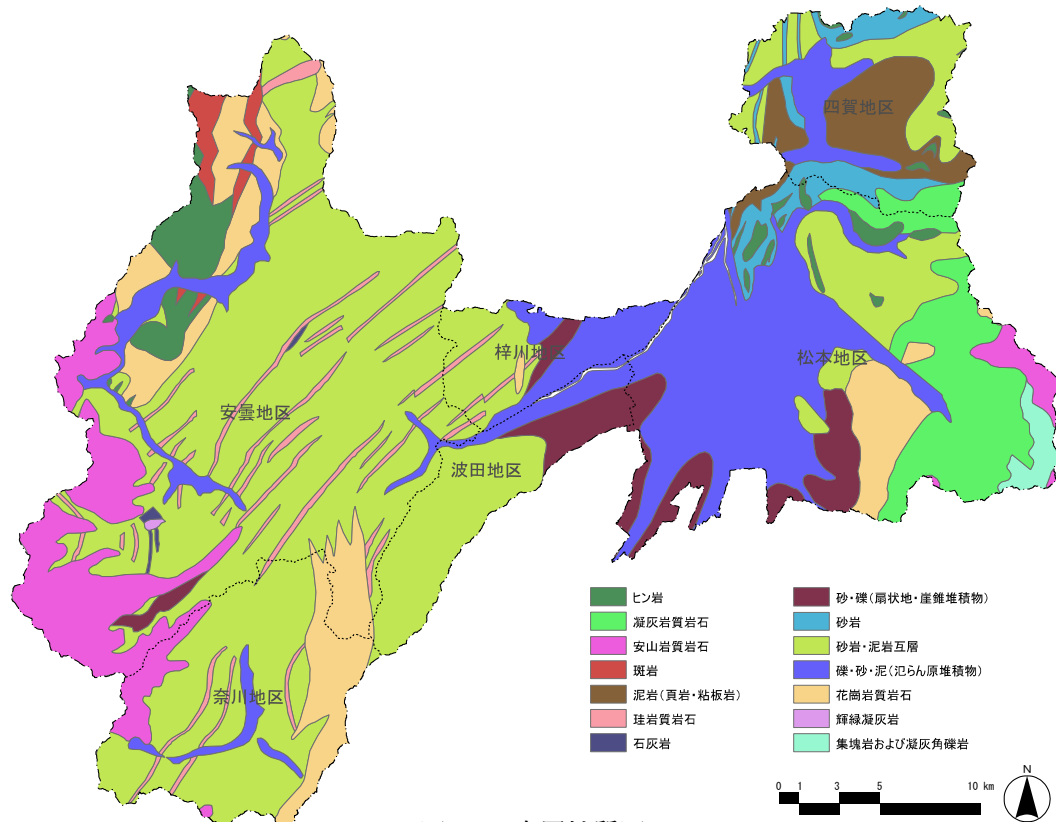 四賀地区
松本地区
梓川地区
安曇地区
波田地区
奈川地区
ヒン岩
凝灰岩質岩石
安山岩質岩石
斑岩
泥岩(頁岩・粘板岩)
珪岩質岩石
石灰岩
砂・礫(扇状地・崖錐堆積物)
砂岩
砂岩・泥岩互層
礫・砂・泥(氾らん原堆積物)
花崗岩質岩石
輝緑凝灰岩
集塊岩および凝灰角礫岩
0 1 3 5 10 km
N